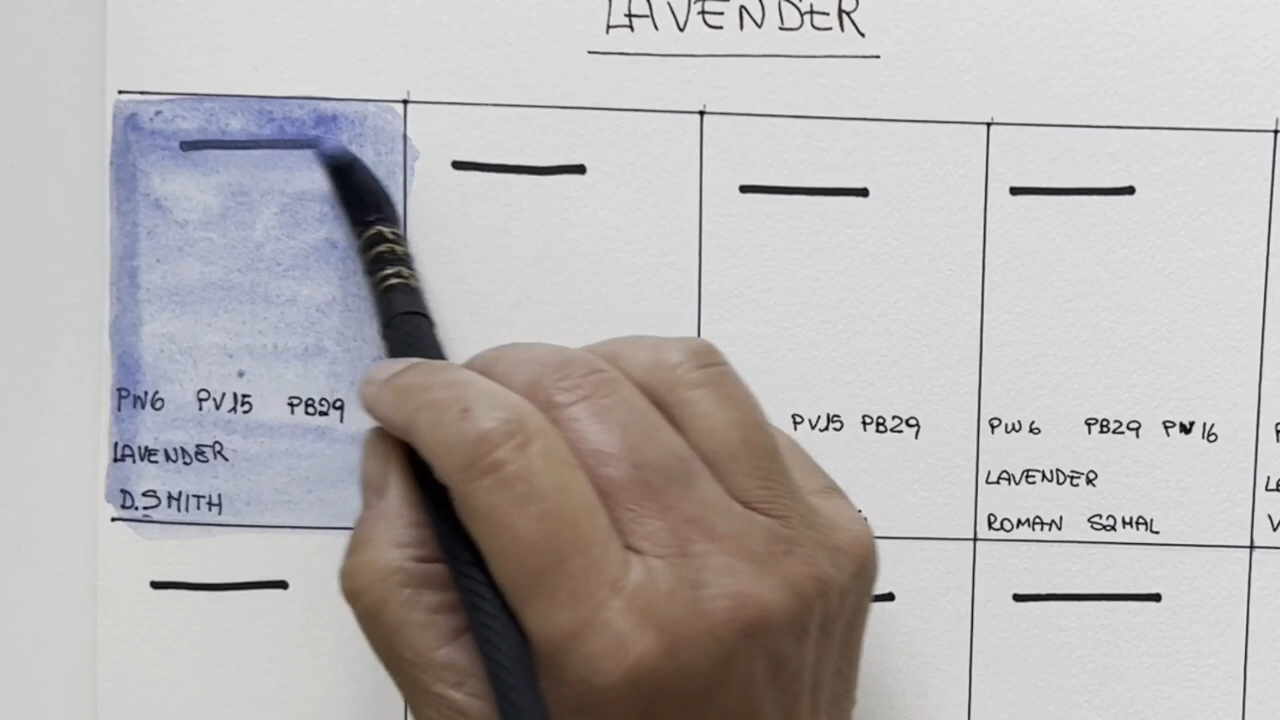 LAVENDER
PW6 PV15 PB29
LAVENDER
D.SMITH
PV15 PB29
PW6 PB29 PW16
LAVENDER
ROMAN SZMAL